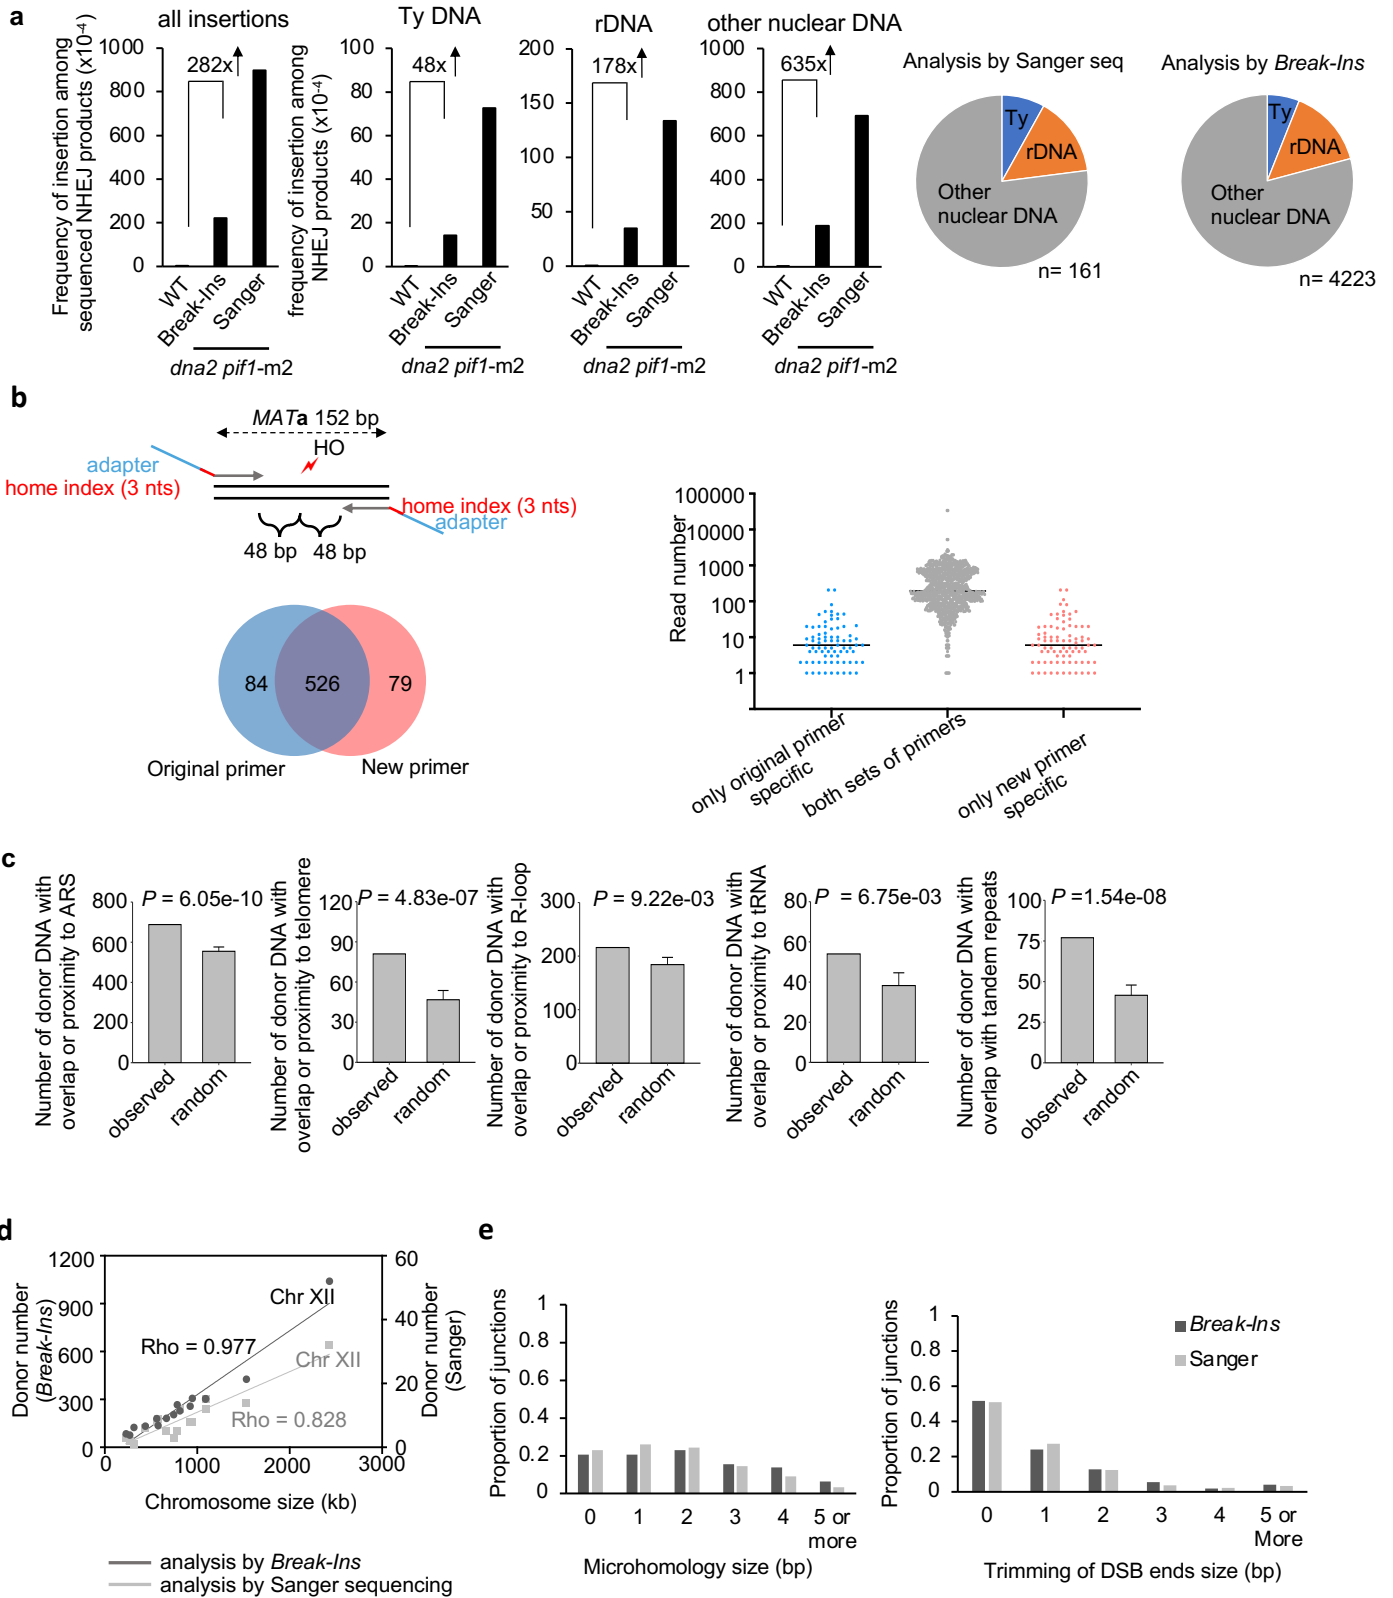 a
all insertions
Frequency of insertion among
sequenced NHEJ products (x10⁻⁴)
1000
800
600
400
200
0
282x
WT
Break-Ins
Sanger
dna2 pif1-m2
Ty DNA
frequency of insertion among
NHEJ products (x10⁻⁴)
100
80
60
40
20
0
48x
WT
Break-Ins
Sanger
dna2 pif1-m2
rDNA
200
150
100
50
0
178x
WT
Break-Ins
Sanger
dna2 pif1-m2
other nuclear DNA
1000
800
600
400
200
0
635x
WT
Break-Ins
Sanger
dna2 pif1-m2
Analysis by Sanger seq
Ty
rDNA
Other
nuclear DNA
n= 161
Analysis by Break-Ins
Ty
rDNA
Other
nuclear DNA
n= 4223
b
MATa 152 bp
HO
adapter
home index (3 nts)
home index (3 nts)
adapter
48 bp 48 bp
84
526
79
Original primer
New primer
Read number
100000
10000
1000
100
10
1
only original primer
specific
both sets of primers
only new primer
specific
c
Number of donor DNA with
overlap or proximity to ARS
800
600
400
200
0
P = 6.05e-10
observed
random
Number of donor DNA with
overlap or proximity to telomere
120
90
60
30
0
P = 4.83e-07
observed
random
Number of donor DNA with
overlap or proximity to R-loop
300
200
100
0
P = 9.22e-03
observed
random
Number of donor DNA with
overlap or proximity to tRNA
80
60
40
20
0
P = 6.75e-03
observed
random
Number of donor DNA with
overlap with tandem repeats
100
75
50
25
0
P =1.54e-08
observed
random
d
Donor number
(Break-Ins)
1200
900
600
300
0
60
40
20
0
Donor number
(Sanger)
Chr XII
Rho = 0.977
Chr XII
Rho = 0.828
0
1000
2000
3000
Chromosome size (kb)
analysis by Break-Ins
analysis by Sanger sequencing
e
Proportion of junctions
1
0.8
0.6
0.4
0.2
0
0
1
2
3
4
5 or
more
Microhomology size (bp)
Proportion of junctions
1
0.8
0.6
0.4
0.2
0
0
1
2
3
4
5 or
More
Trimming of DSB ends size (bp)
Break-Ins
Sanger